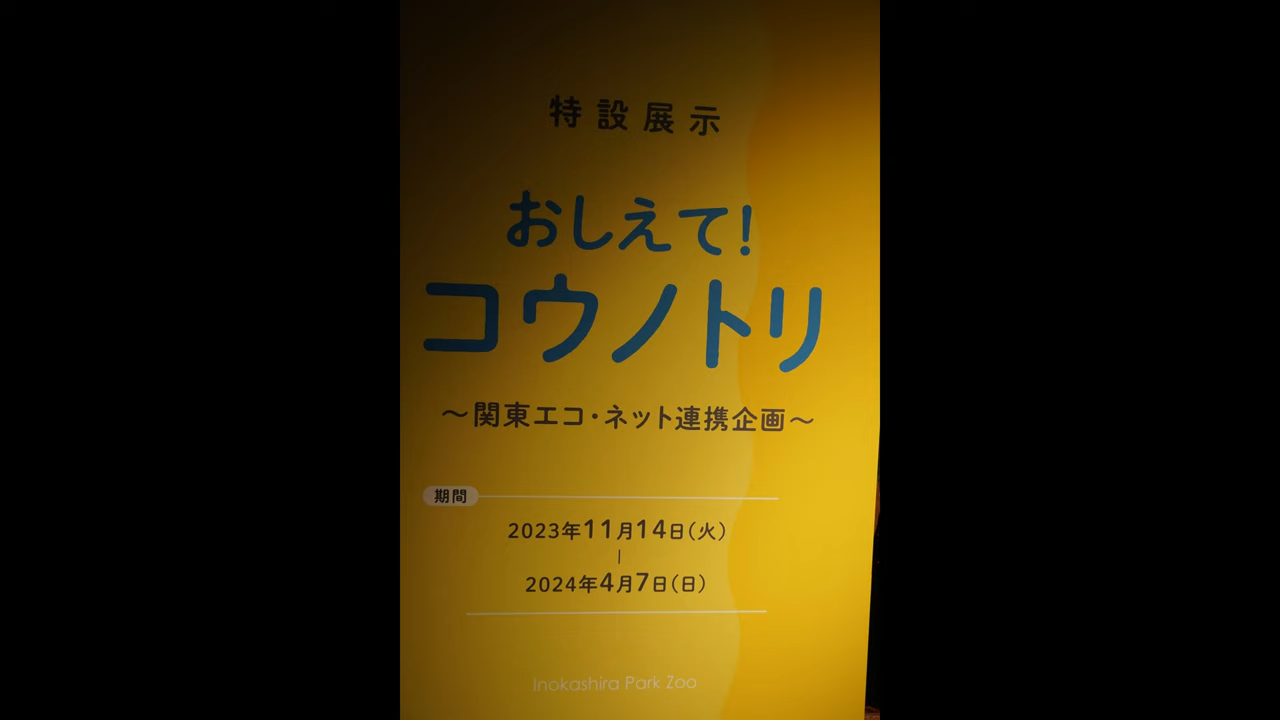 特設展示
おしえて!
コウノトリ
〜関東エコ・ネット連携企画〜
期間
2023年11月14日(火)
|
2024年4月7日(日)
Inokashira Park Zoo